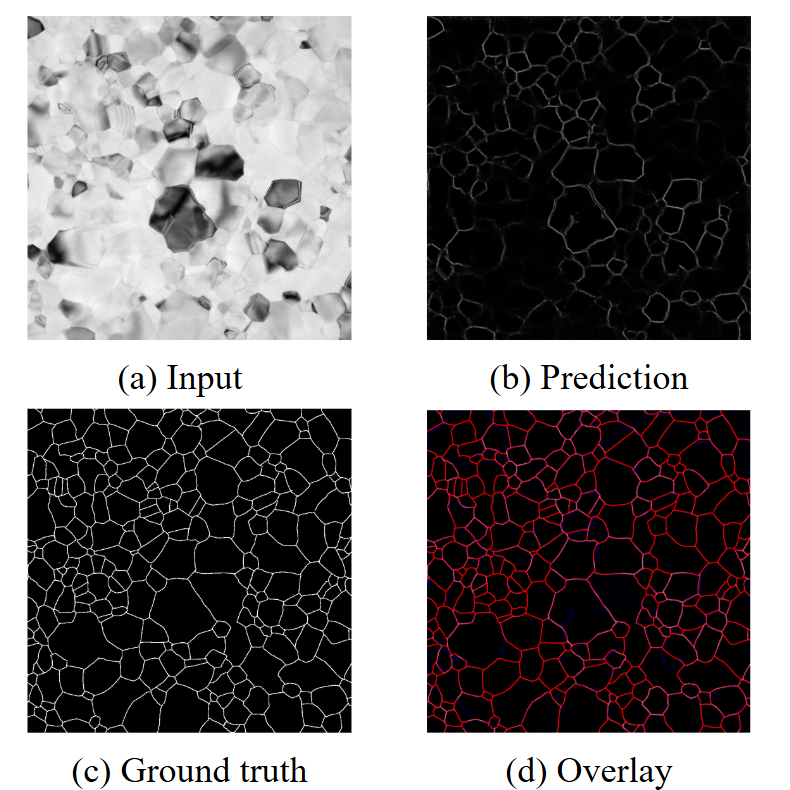 (a) Input
(b) Prediction
(c) Ground truth
(d) Overlay